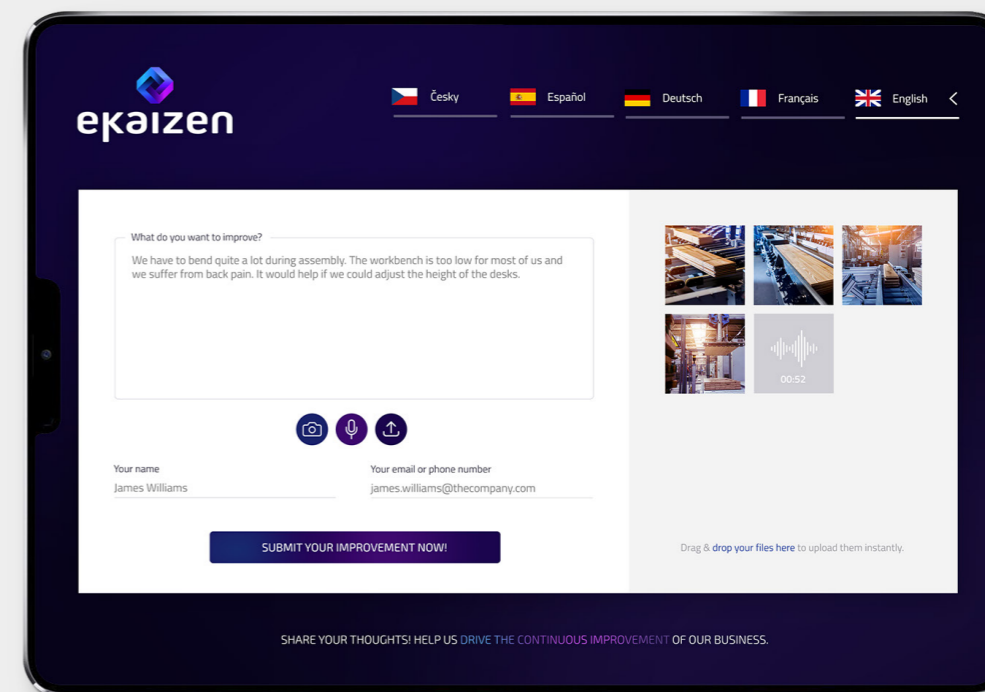 ekaizen
Česky
Español
Deutsch
Français
English
What do you want to improve?
We have to bend quite a lot during assembly. The workbench is too low for most of us and
we suffer from back pain. It would help if we could adjust the height of the desks.
00:52
Your name
Your email or phone number
James Williams
james.williams@thecompany.com
SUBMIT YOUR IMPROVEMENT NOW!
Drag & drop your files here to upload them instantly.
SHARE YOUR THOUGHTS! HELP US DRIVE THE CONTINUOUS IMPROVEMENT OF OUR BUSINESS.